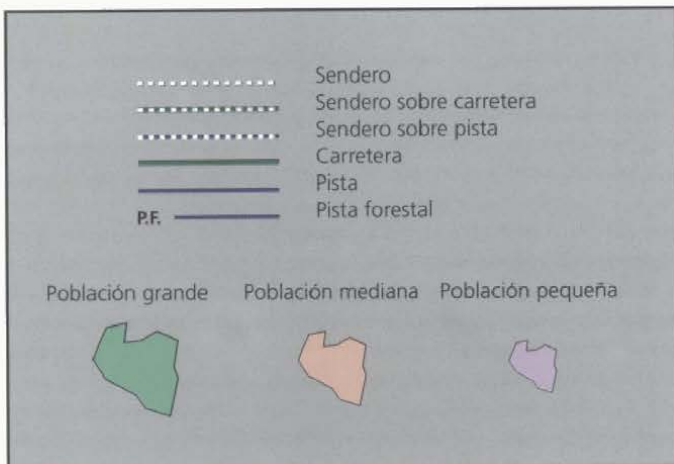 Sendero
Sendero sobre carretera
Sendero sobre pista
Carretera
Pista
P.F. Pista forestal
Población grande Población mediana Población pequeña